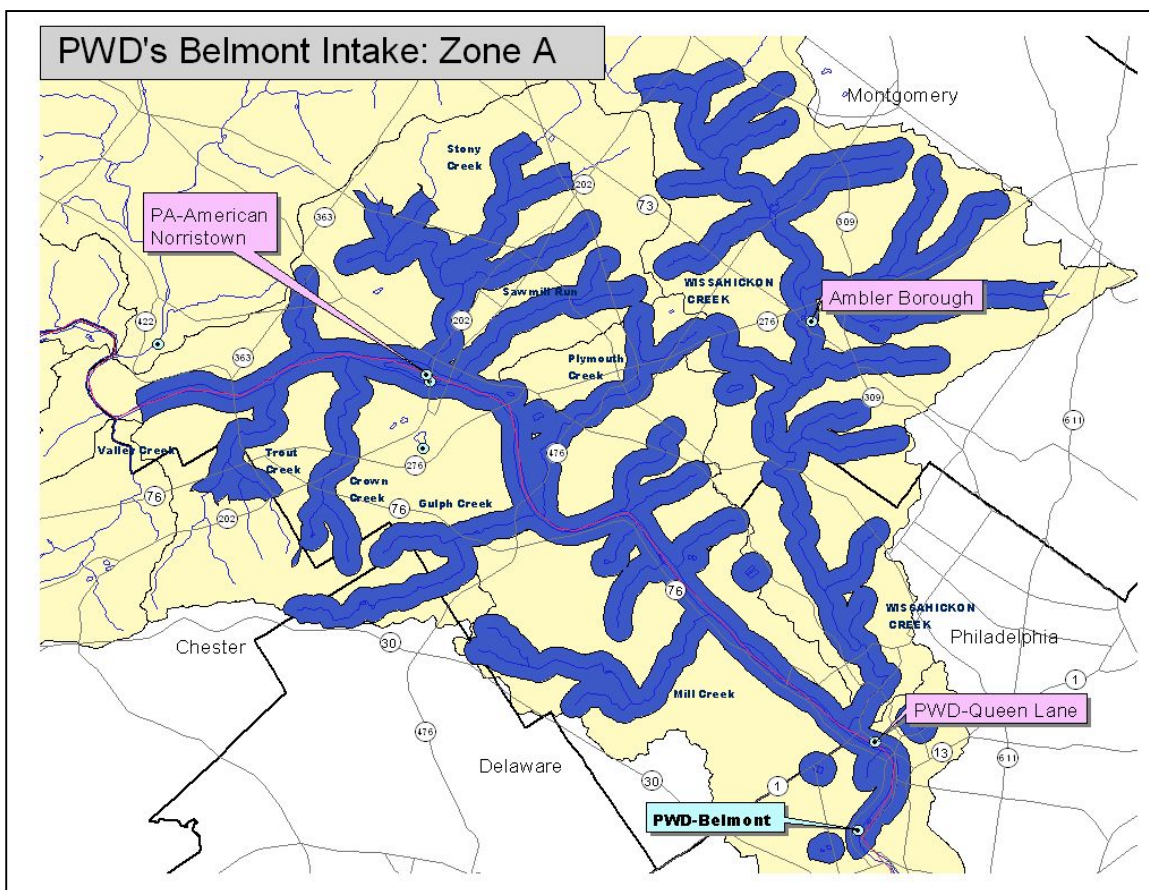 PWD's Belmont Intake: Zone A
Montgomery
Stony
Creek
202
PA-American
Norristown
363
73
309
Ambler Borough
WISSAHICKON
CREEK
Sawmill Run
422
202
276
363
Plymouth
Creek
309
611
Valley Creek
Trout
Creek
476
276
76
Crown
Creek
76
202
Gulph Creek
76
WISSAHICKON
CREEK
Philadelphia
Chester
30
1
Mill Creek
PWD-Queen Lane
476
13
611
Delaware
30
1
PWD-Belmont